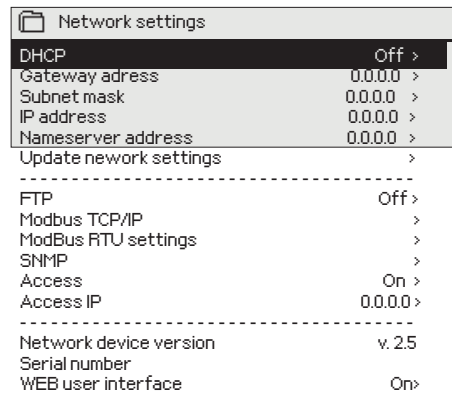 Network settings
DHCP Off >
Gateway adress 0.0.0.0 >
Subnet mask 0.0.0.0 >
IP address 0.0.0.0 >
Nameserver address 0.0.0.0 >
Update nework settings >
- - - - - - - - - - - - - - - - - - - - - - - - - - - - - - - - - - - - - -
FTP Off >
Modbus TCP/IP >
ModBus RTU settings >
SNMP >
Access On >
Access IP 0.0.0.0 >
- - - - - - - - - - - - - - - - - - - - - - - - - - - - - - - - - - - - - -
Network device version v. 2.5
Serial number
WEB user interface On>